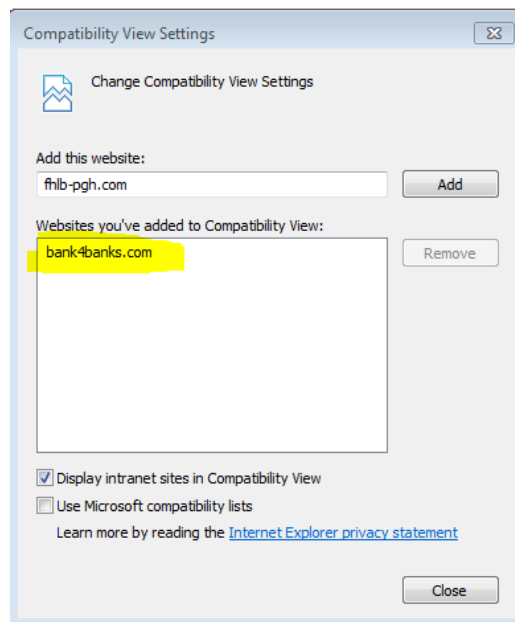 Compatibility View Settings
Change Compatibility View Settings
Add this website:
fhlb-pgh.com
Add
Websites you've added to Compatibility View:
bank4banks.com
Remove
Display intranet sites in Compatibility View
Use Microsoft compatibility lists
Learn more by reading the Internet Explorer privacy statement
Close